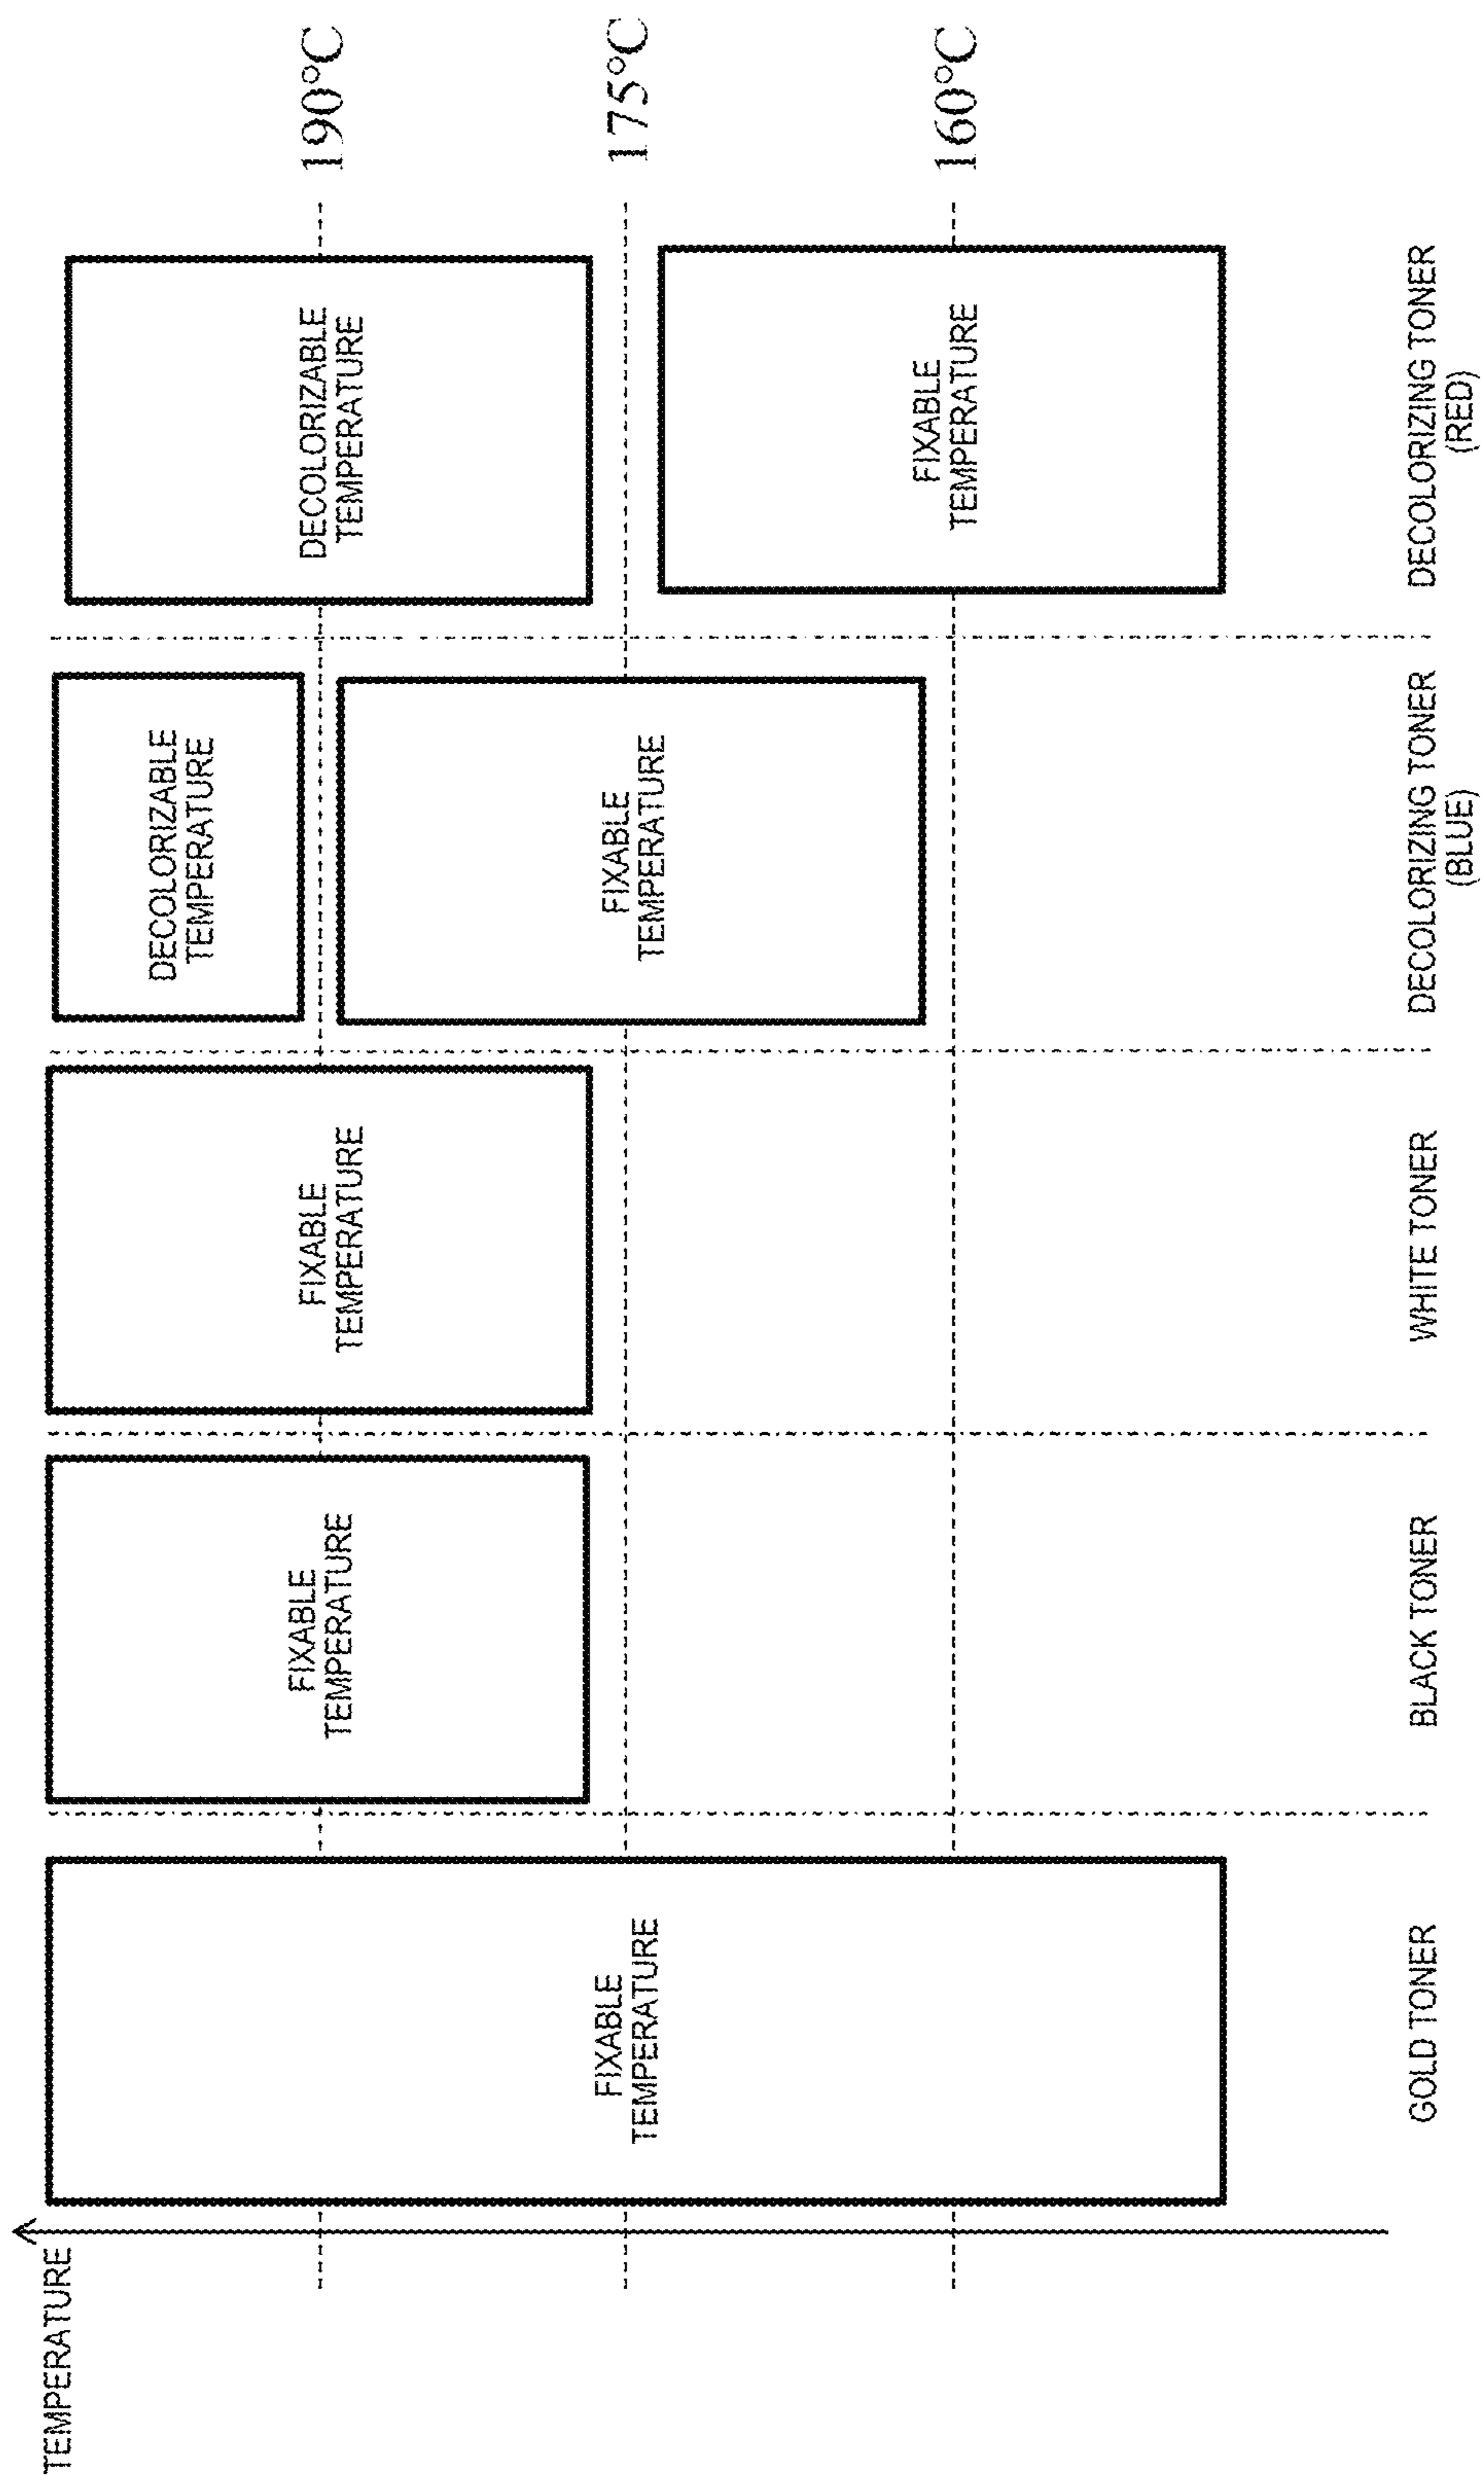 TEMPERATURE
190°C
175°C
160°C
FIXABLE
TEMPERATURE
GOLD TONER
FIXABLE
TEMPERATURE
BLACK TONER
FIXABLE
TEMPERATURE
WHITE TONER
DECOLORIZABLE
TEMPERATURE
FIXABLE
TEMPERATURE
DECOLORIZING TONER
(BLUE)
DECOLORIZABLE
TEMPERATURE
FIXABLE
TEMPERATURE
DECOLORIZING TONER
(RED)